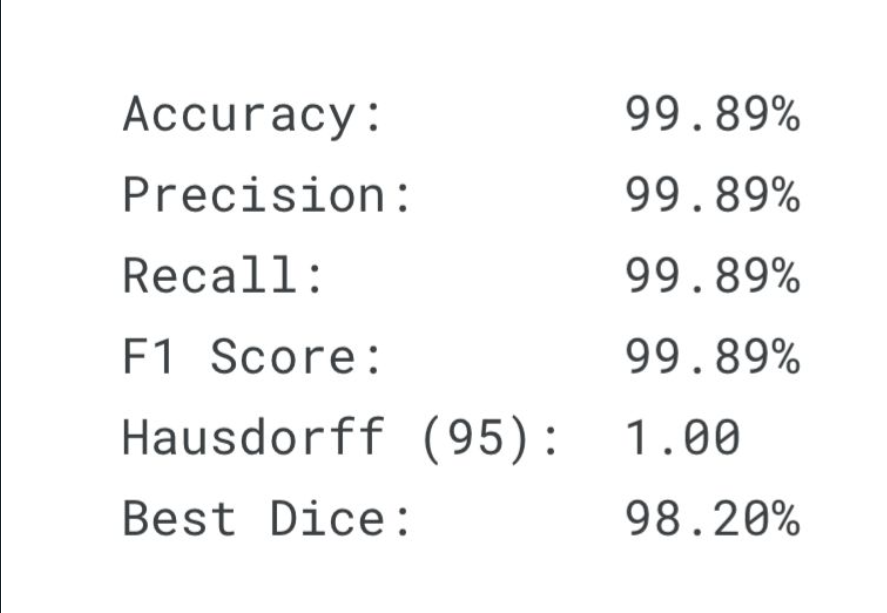 Accuracy: 99.89%
Precision: 99.89%
Recall: 99.89%
F1 Score: 99.89%
Hausdorff (95): 1.00
Best Dice: 98.20%